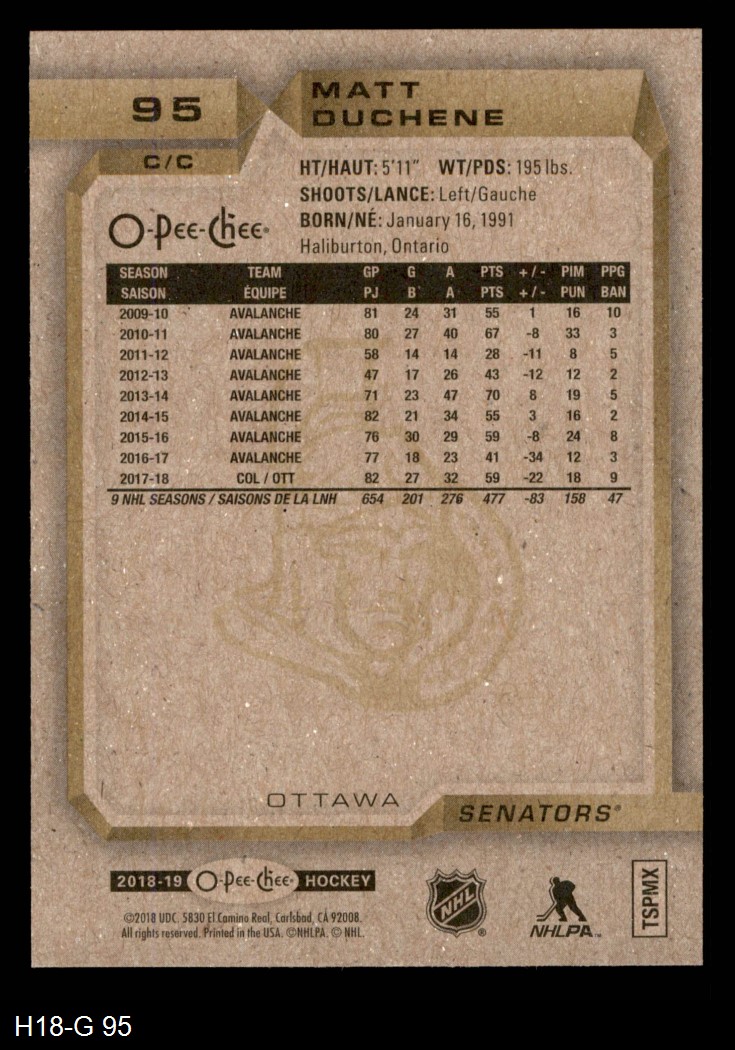 95
MATT
DUCHENE
C/C
HT/HAUT: 5'11" WT/PDS: 195 lbs.
SHOOTS/LANCE: Left/Gauche
BORN/NÉ: January 16, 1991
Haliburton, Ontario
O-Pee-Chee®
SEASON TEAM GP G A PTS +/- PIM PPG
SAISON ÉQUIPE PJ B A PTS +/- PUN BAN
2009-10 AVALANCHE 81 24 31 55 1 16 10
2010-11 AVALANCHE 80 27 40 67 -8 33 3
2011-12 AVALANCHE 58 14 14 28 -11 8 5
2012-13 AVALANCHE 47 17 26 43 -12 12 2
2013-14 AVALANCHE 71 23 47 70 8 19 5
2014-15 AVALANCHE 82 21 34 55 3 16 2
2015-16 AVALANCHE 76 30 29 59 -8 24 8
2016-17 AVALANCHE 77 18 23 41 -34 12 3
2017-18 COL / OTT 82 27 32 59 -22 18 9
9 NHL SEASONS / SAISONS DE LA LNH 654 201 276 477 -83 158 47
OTTAWA
SENATORS®
2018-19 O-Pee-Chee® HOCKEY
©2018 UDC. 5830 El Camino Real, Carlsbad, CA 92008.
All rights reserved. Printed in the USA. ©NHLPA. © NHL.
NHL ®
NHLPA™
TSPMX
H18-G 95